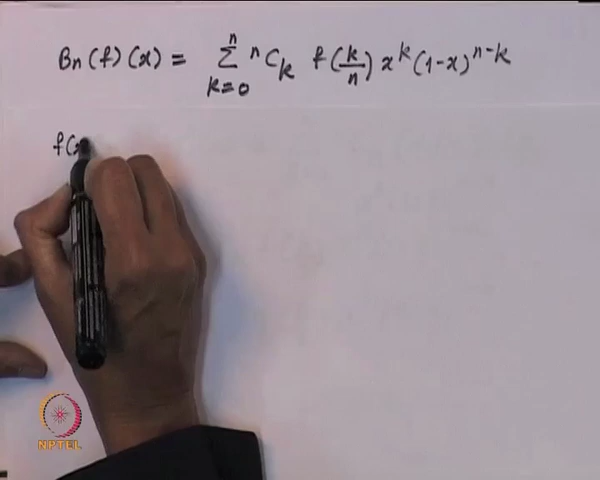 Bn(f)(x) = Σ_{k=0}^{n} ⁿC_k f(k/n) x^k (1-x)^{n-k}
f(x
NPTEL